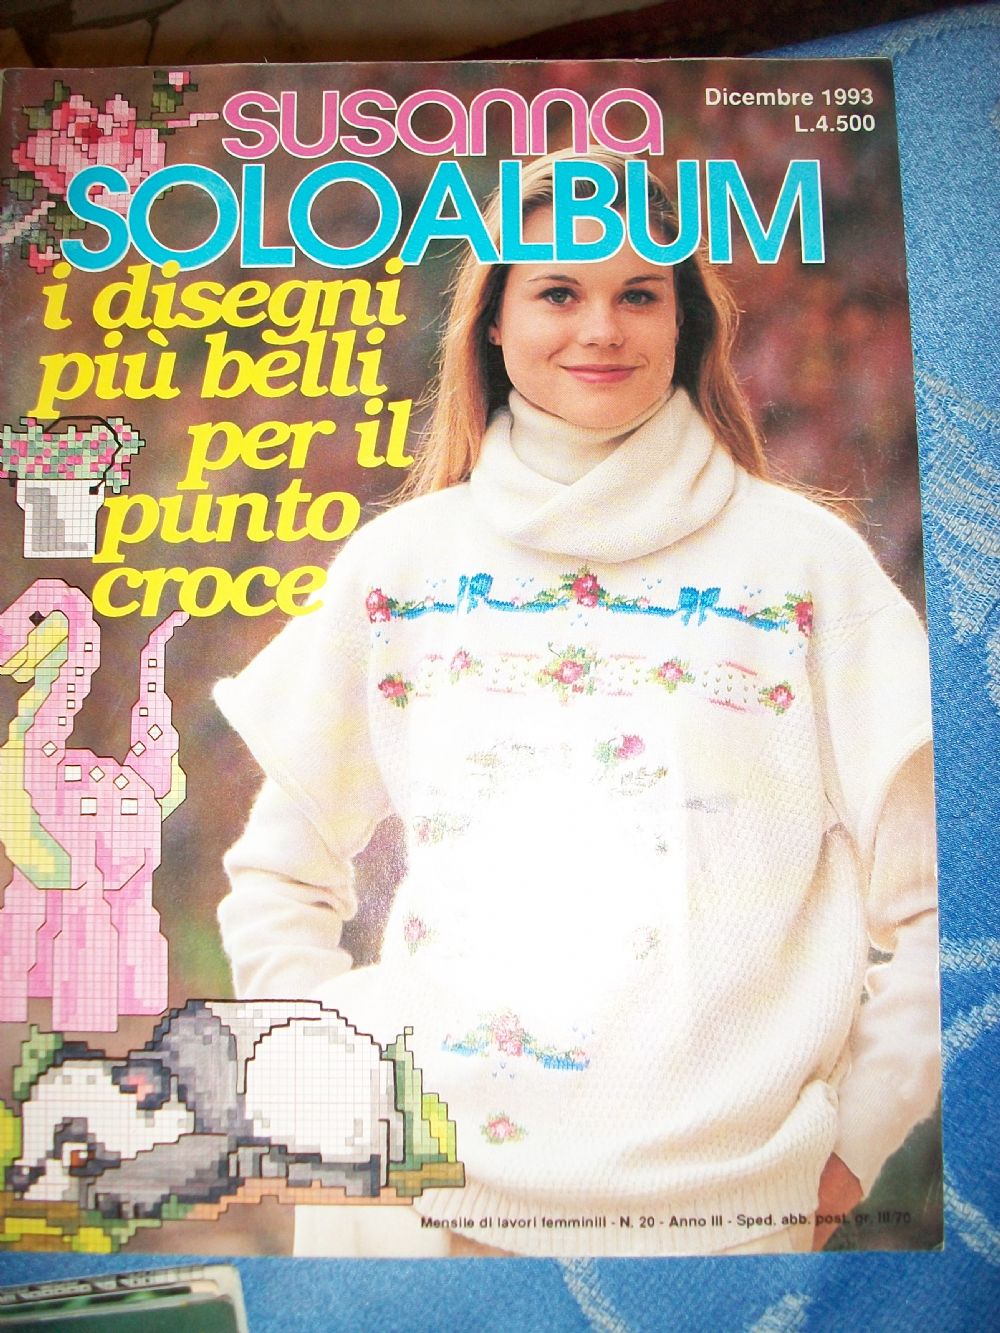 susanna
Dicembre 1993
L.4.500
SOLOALBUM
i disegni
più belli
per il
punto
croce
Mensile di lavori femminili - N. 20 - Anno III - Sped. abb. post. gr. III/70